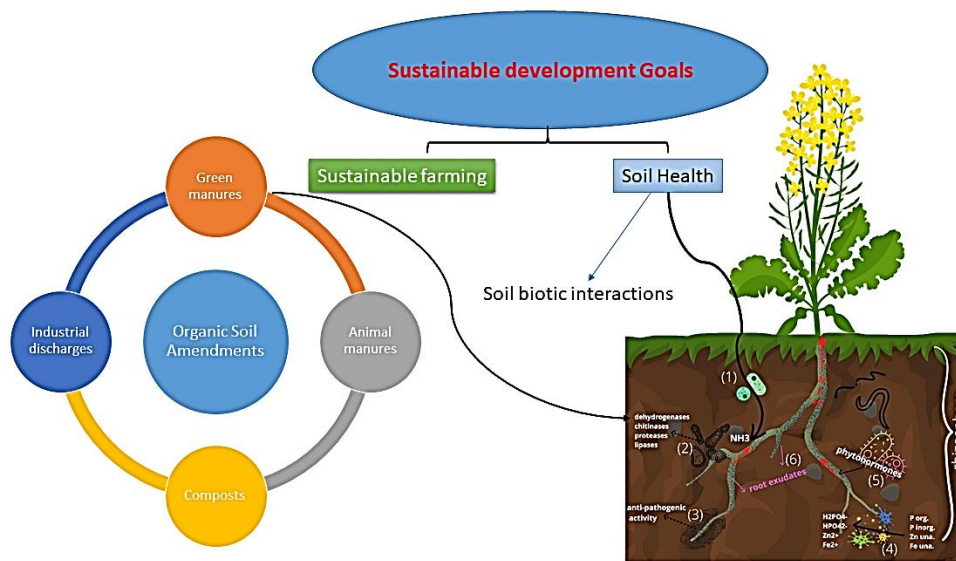 Sustainable development Goals
Sustainable farming
Soil Health
Soil biotic interactions
Green
manures
Industrial
discharges
Organic Soil
Amendments
Animal
manures
Composts
(1)
dehydrogenases
chitinases
proteases
lipases
(2)
NH3
(6)
root exudates
phytohormones
(5)
anti-pathogenic
activity
(3)
H2PO4-
HPO42-
Zn2+
Fe2+
(4)
P org.
P inorg.
Zn una.
Fe una.